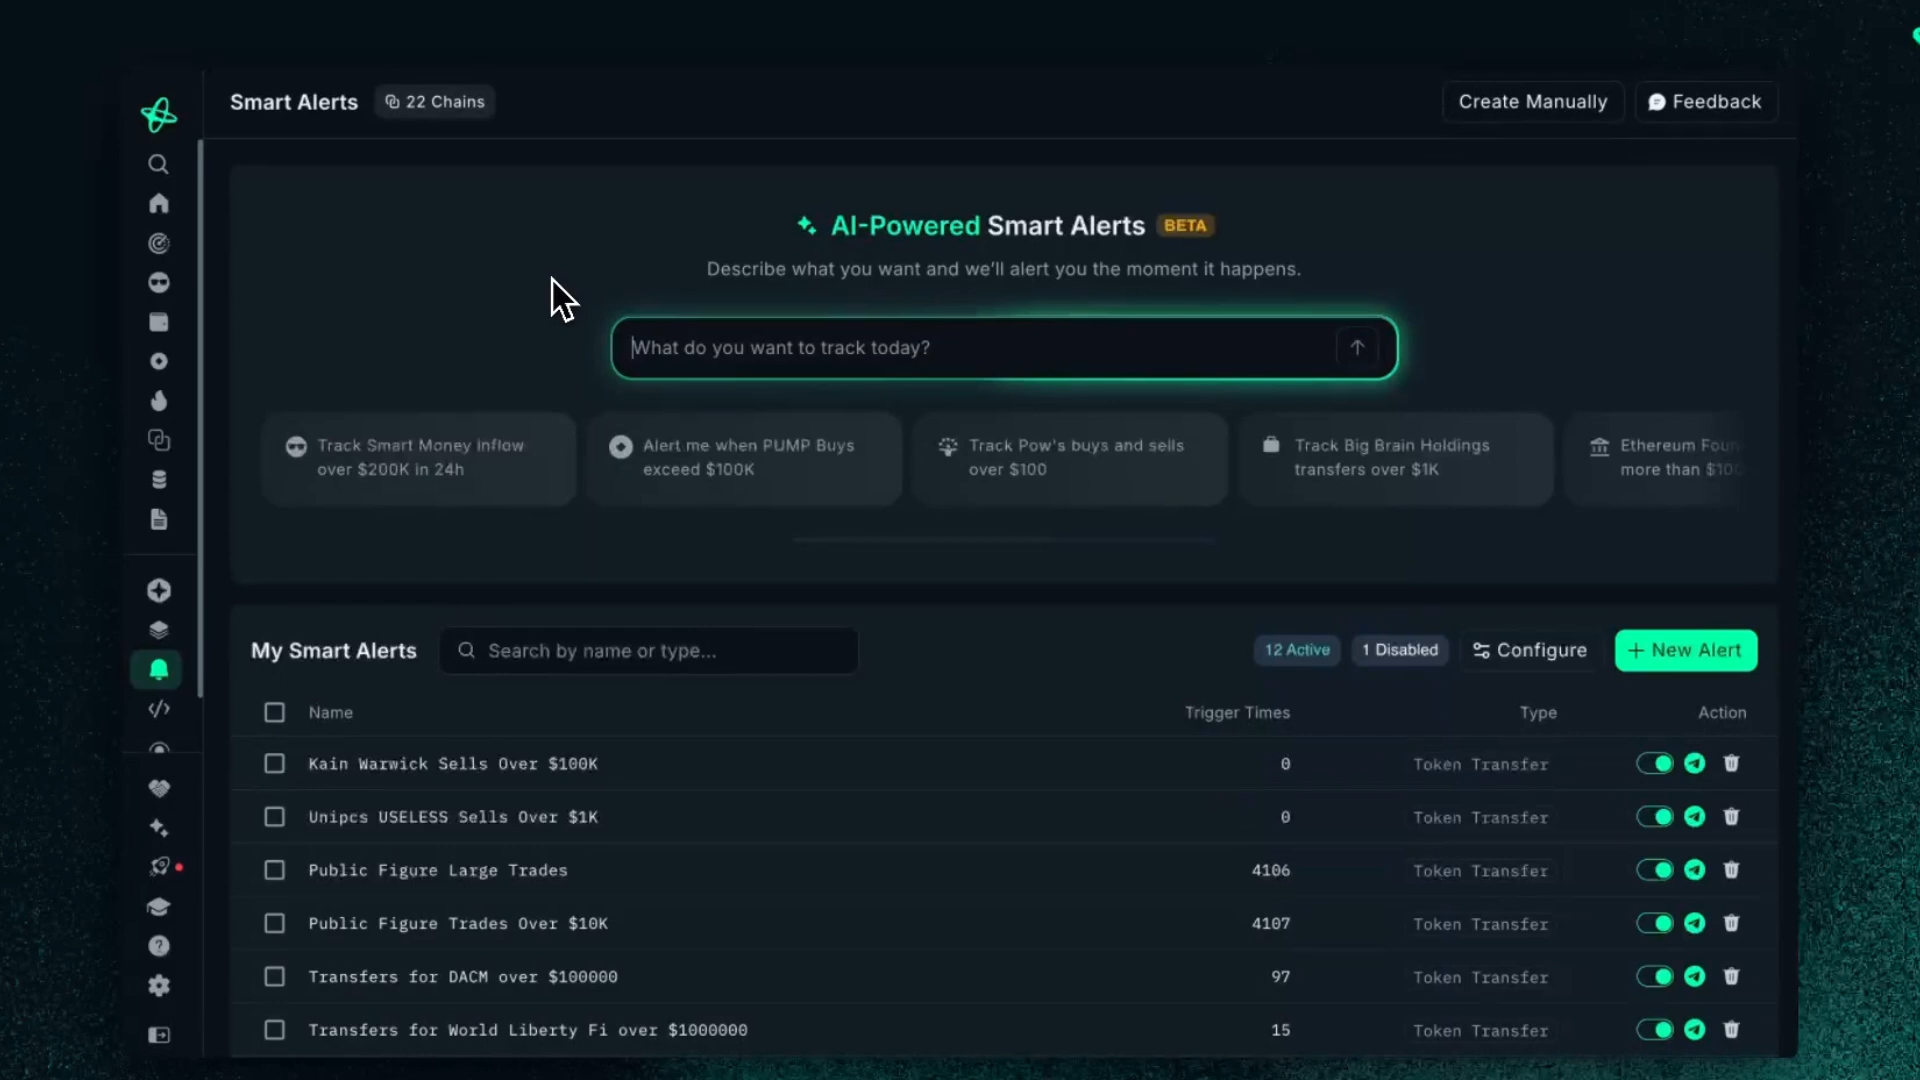 Smart Alerts
22 Chains
Create Manually
Feedback
AI-Powered Smart Alerts BETA
Describe what you want and we'll alert you the moment it happens.
What do you want to track today?
Track Smart Money inflow
over $200K in 24h
Alert me when PUMP Buys
exceed $100K
Track Pow's buys and sells
over $100
Track Big Brain Holdings
transfers over $1K
Ethereum
more than
My Smart Alerts
Search by name or type...
12 Active
1 Disabled
Configure
+ New Alert
Name Trigger Times Type Action
Kain Warwick Sells Over $100K 0 Token Transfer
Unipcs USELESS Sells Over $1K 0 Token Transfer
Public Figure Large Trades 4106 Token Transfer
Public Figure Trades Over $10K 4107 Token Transfer
Transfers for DACM over $100000 97 Token Transfer
Transfers for World Liberty Fi over $1000000 15 Token Transfer